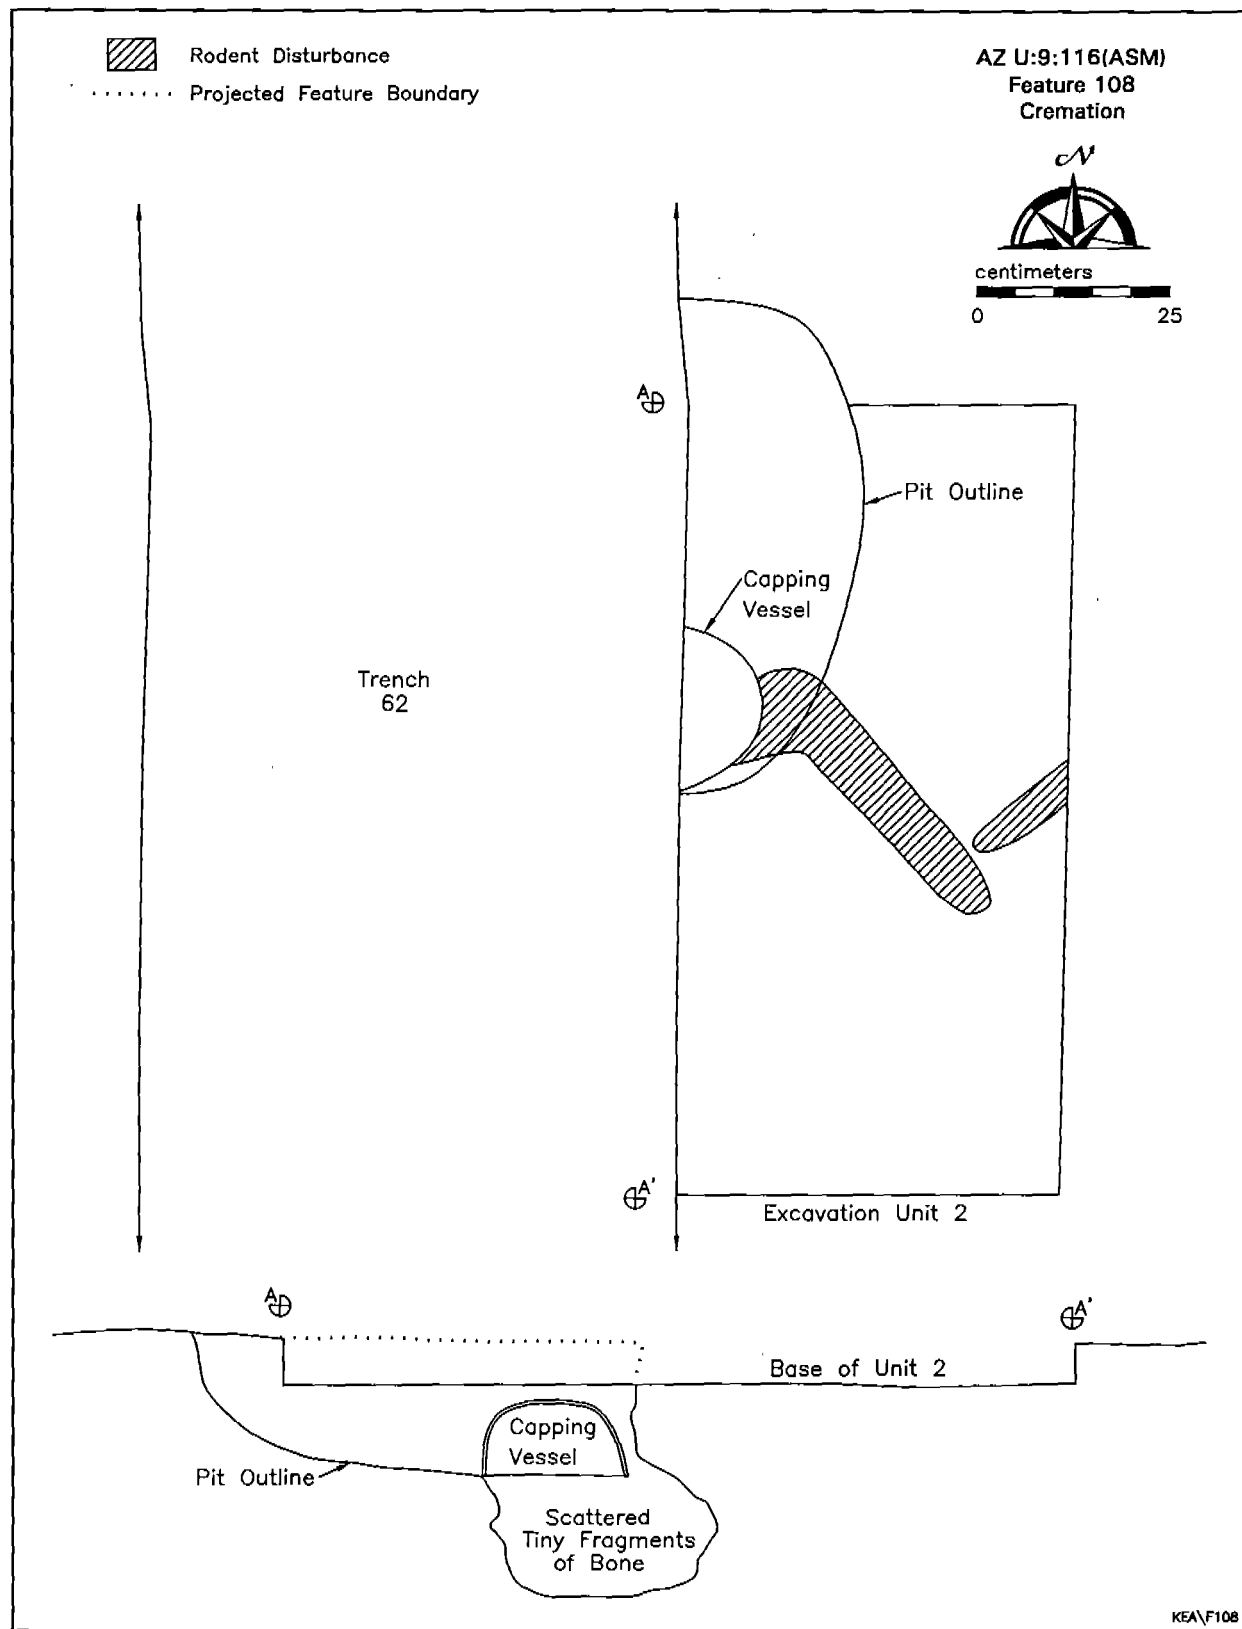 Rodent Disturbance
Projected Feature Boundary
AZ U:9:116(ASM)
Feature 108
Cremation
N
centimeters
0 25
A
Pit Outline
Capping
Vessel
Trench
62
A'
Excavation Unit 2
A
A'
Base of Unit 2
Capping
Vessel
Pit Outline
Scattered
Tiny Fragments
of Bone
KEA\F108